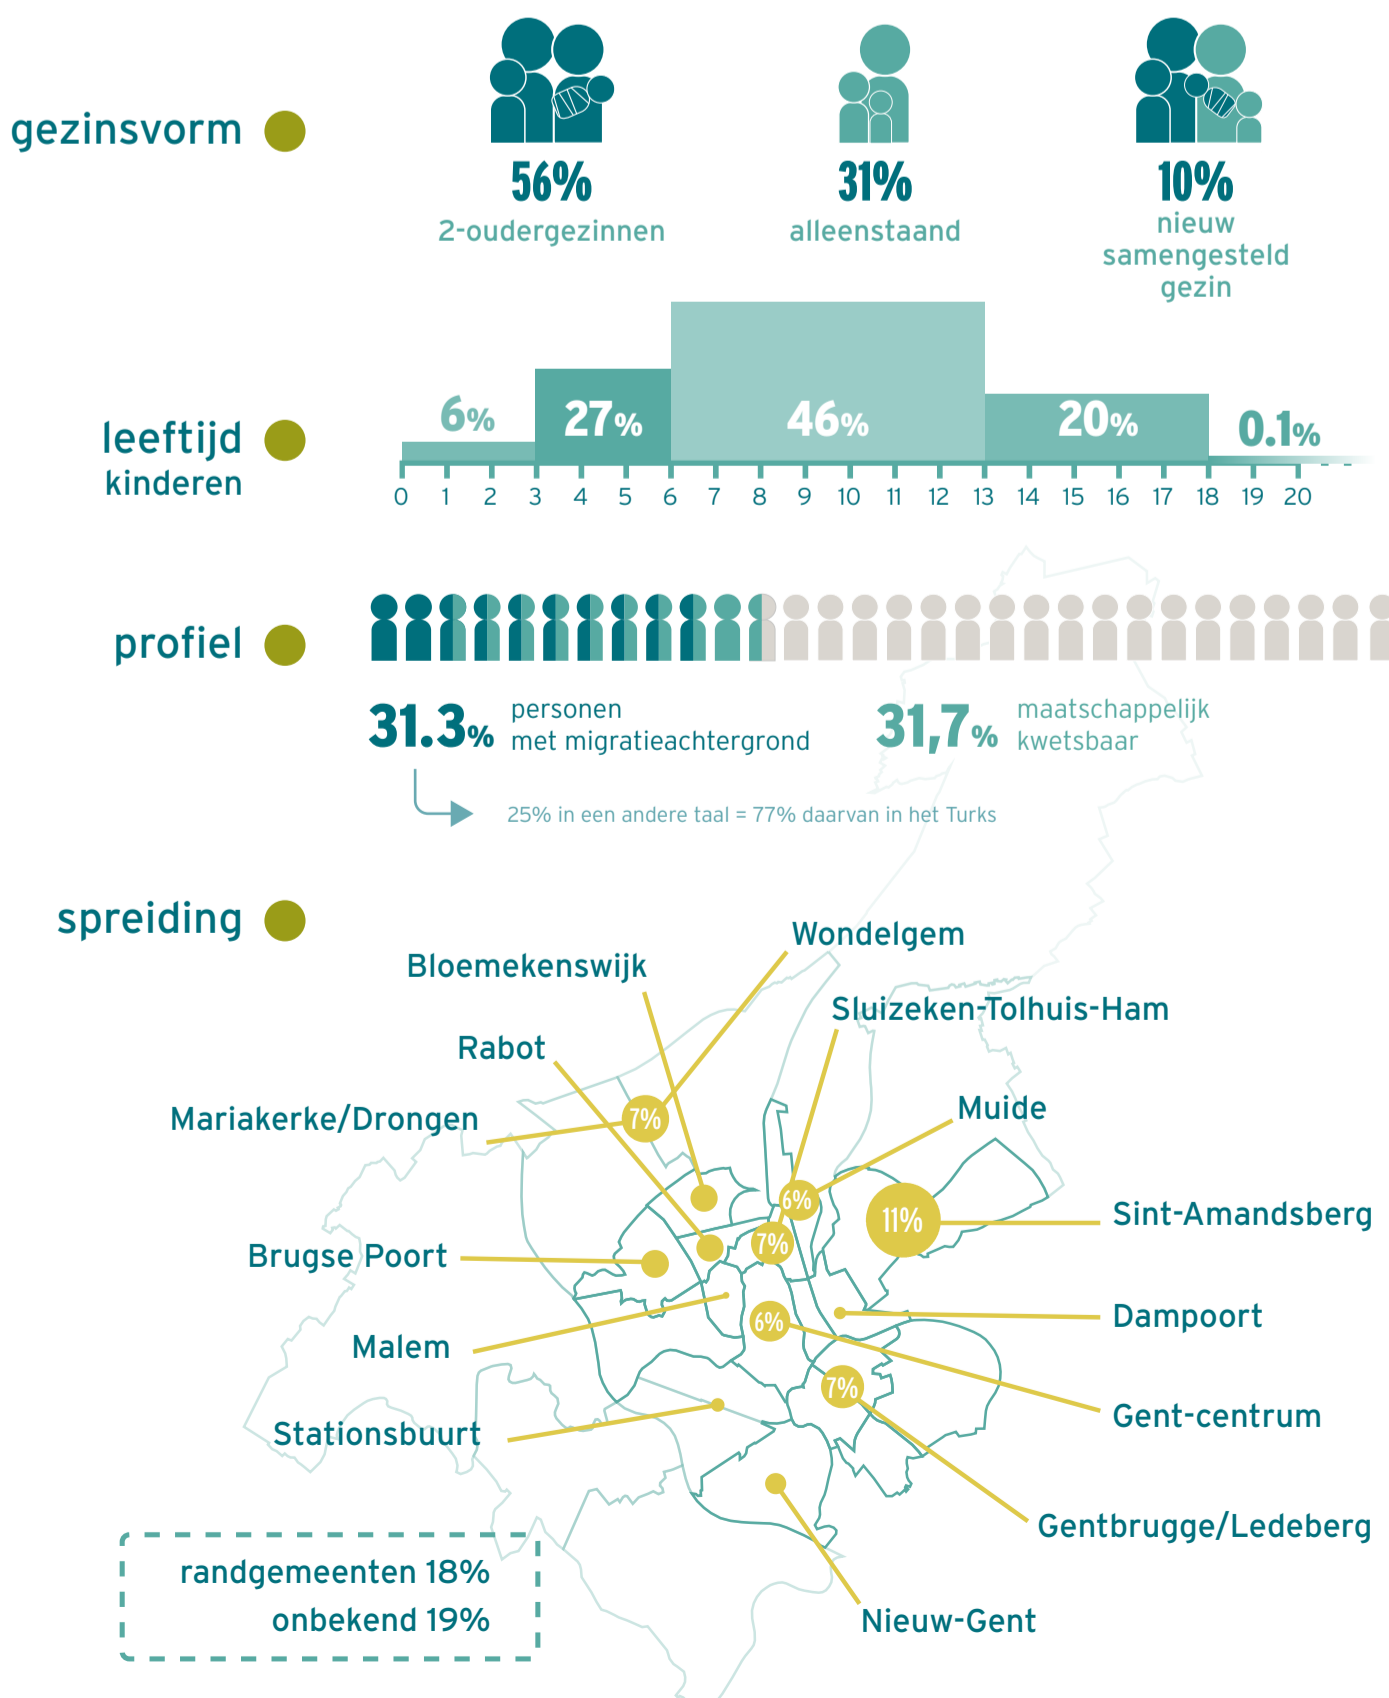 gezinsvorm
56%
2-oudergezinnen
31%
alleenstaand
10%
nieuw
samengesteld
gezin
leeftijd
kinderen
6%
27%
46%
20%
0.1%
0 1 2 3 4 5 6 7 8 9 10 11 12 13 14 15 16 17 18 19 20
profiel
31.3%
personen
met migratieachtergrond
31,7%
maatschappelijk
kwetsbaar
25% in een andere taal = 77% daarvan in het Turks
spreiding
Wondelgem
Bloemekenswijk
Sluizeken-Tolhuis-Ham
Rabot
Muide
Mariakerke/Drongen
7%
6%
Sint-Amandsberg
11%
7%
Brugse Poort
Dampoort
6%
Malem
7%
Gent-centrum
Stationsbuurt
Gentbrugge/Ledeberg
Nieuw-Gent
randgemeenten 18%
onbekend 19%